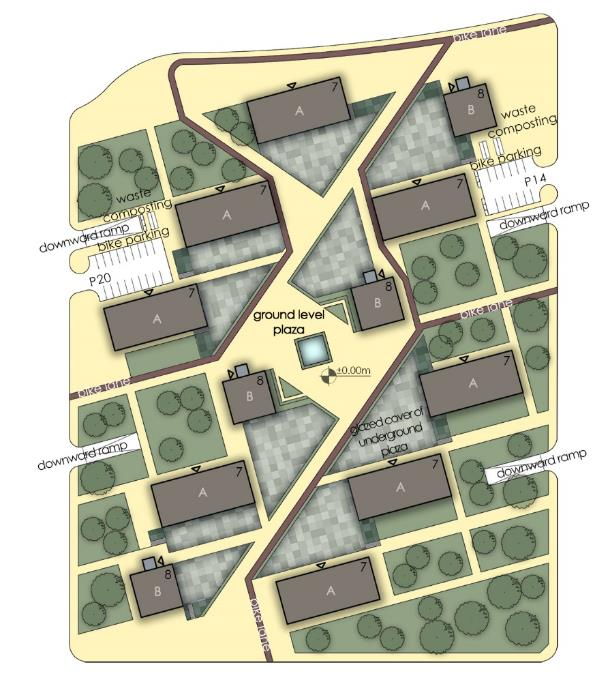 bike lane
7
A
8
B
waste
composting
bike parking
P14
downward ramp
7
A
7
A
waste
composting
downward ramp
bike parking
P20
7
A
8
B
bike lane
ground level
plaza
±0.00m
bike lane
8
B
7
A
glazed cover of
underground
plaza
downward ramp
7
A
7
A
downward ramp
8
B
7
A
bike lane